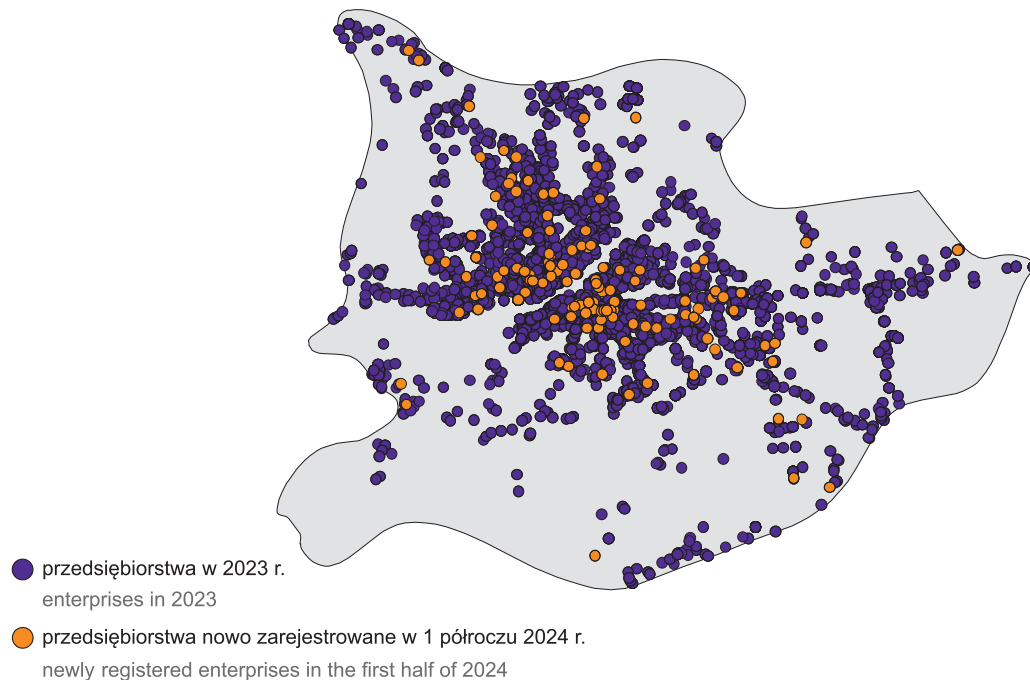 przedsiębiorstwa w 2023 r.
enterprises in 2023
przedsiębiorstwa nowo zarejestrowane w 1 półroczu 2024 r.
newly registered enterprises in the first half of 2024